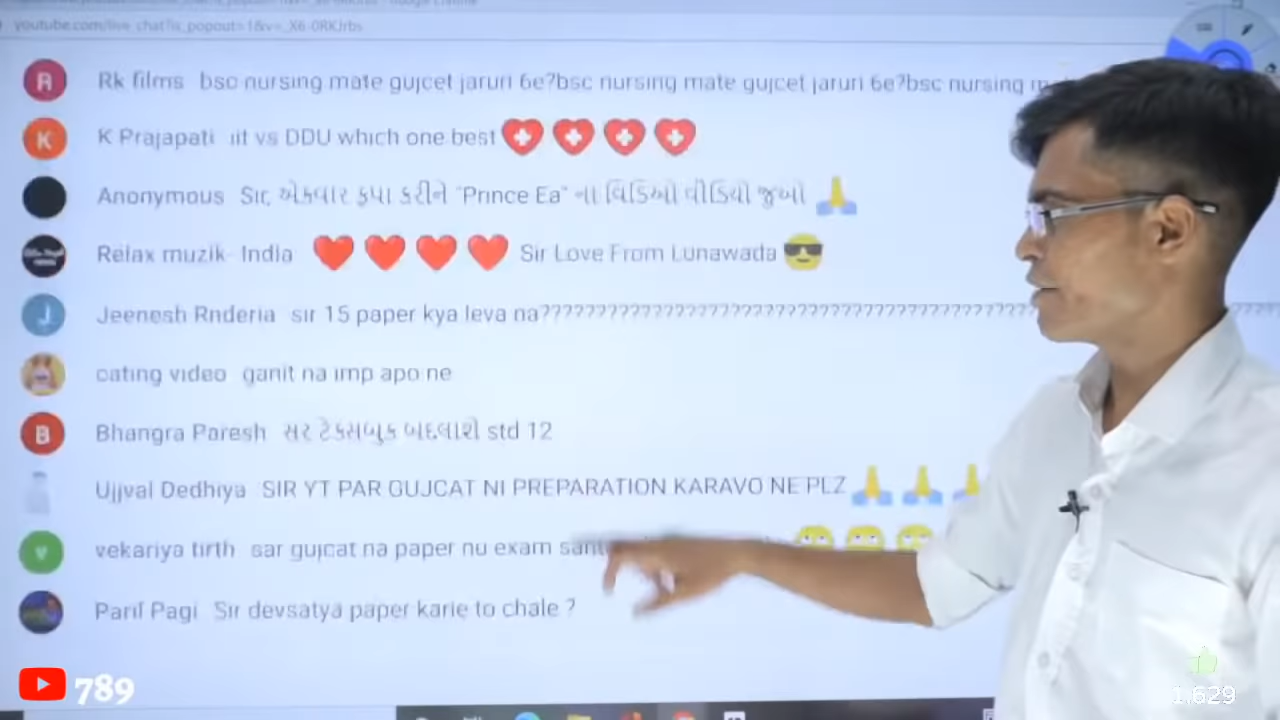 youtube.com/live_chat?is_popout=1&v=_X6-0RKJrbs
R Rk films bsc nursing mate gujcet jaruri 6e?bsc nursing mate gujcet jaruri 6e?bsc nursing
K K Prajapati iit vs DDU which one best
Anonymous Sir, એકવાર કૃપા કરીને "Prince Ea" ના વિડિઓ વીડિયો જુઓ
Relax muzik- India Sir Love From Lunawada
J Jeenesh Rnderia sir 15 paper kya leva na????????????????????????????????????????????????
cating video ganit na imp apo ne
B Bhangra Paresh સર ટેકસબુક બદલાશે std 12
Ujjval Dedhiya SIR YT PAR GUJCAT NI PREPARATION KARAVO NE PLZ
v vekariya tirth sar gujcat na paper nu exam
Parif Pagi Sir devsatya paper karie to chale ?
789
1,629